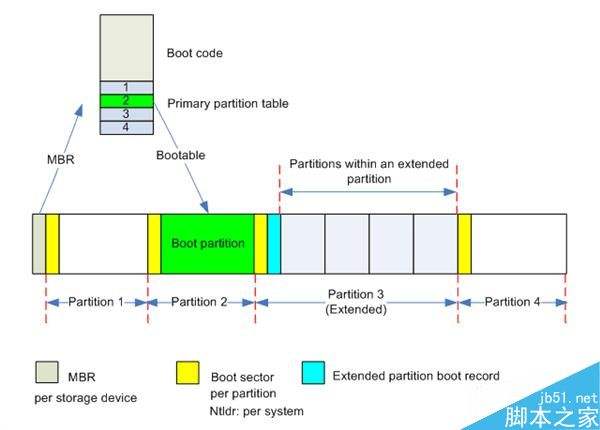 Boot code
1
2
3
4
Primary partition table
MBR
Bootable
Partitions within an extended
partition
Boot partition
Partition 1
Partition 2
Partition 3
(Extended)
Partition 4
MBR
per storage device
Boot sector
per partition
Ntldr: per system
Extended partition boot record
jb51.net
脚本之家